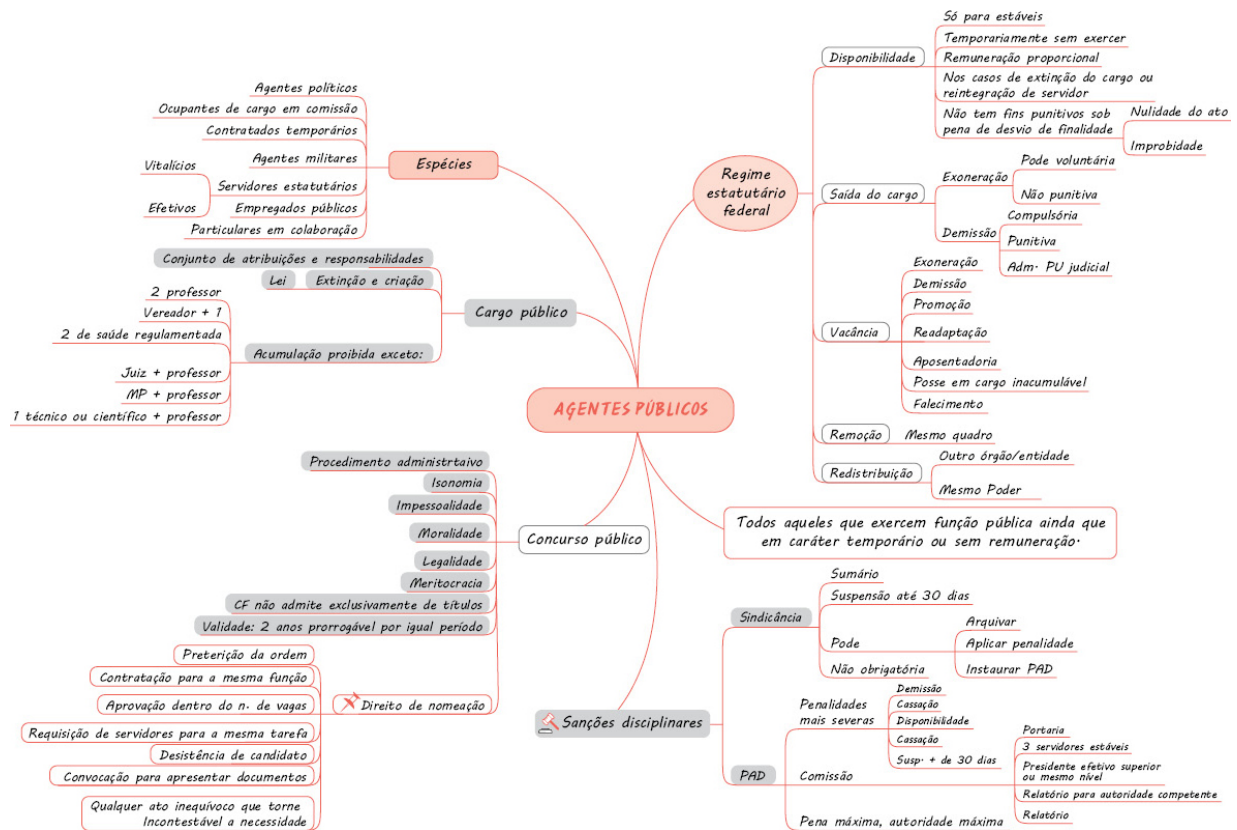 AGENTES PÚBLICOS
Espécies
Agentes políticos
Ocupantes de cargo em comissão
Contratados temporários
Agentes militares
Servidores estatutários
Vitalícios
Efetivos
Empregados públicos
Particulares em colaboração
Cargo público
Conjunto de atribuições e responsabilidades
Lei
Extinção e criação
Acumulação proibida exceto:
2 professor
Vereador + 1
2 de saúde regulamentada
Juiz + professor
MP + professor
1 técnico ou científico + professor
Concurso público
Procedimento administrtaivo
Isonomia
Impessoalidade
Moralidade
Legalidade
Meritocracia
CF não admite exclusivamente de títulos
Validade: 2 anos prorrogável por igual período
Direito de nomeação
Preterição da ordem
Contratação para a mesma função
Aprovação dentro do n. de vagas
Requisição de servidores para a mesma tarefa
Desistência de candidato
Convocação para apresentar documentos
Qualquer ato inequívoco que torne
Incontestável a necessidade
Regime
estatutário
federal
Disponibilidade
Só para estáveis
Temporariamente sem exercer
Remuneração proporcional
Nos casos de extinção do cargo ou
reintegração de servidor
Não tem fins punitivos sob
pena de desvio de finalidade
Nulidade do ato
Improbidade
Saída do cargo
Exoneração
Pode voluntária
Não punitiva
Demissão
Compulsória
Punitiva
Adm. PU judicial
Vacância
Exoneração
Demissão
Promoção
Readaptação
Aposentadoria
Posse em cargo inacumulável
Falecimento
Remoção
Mesmo quadro
Redistribuição
Outro órgão/entidade
Mesmo Poder
Todos aqueles que exercem função pública ainda que
em caráter temporário ou sem remuneração.
Sanções disciplinares
Sindicância
Sumário
Suspensão até 30 dias
Pode
Arquivar
Aplicar penalidade
Instaurar PAD
Não obrigatória
PAD
Penalidades
mais severas
Demissão
Cassação
Disponibilidade
Cassação
Susp. + de 30 dias
Comissão
Portaria
3 servidores estáveis
Presidente efetivo superior
ou mesmo nível
Relatório para autoridade competente
Relatório
Pena máxima, autoridade máxima